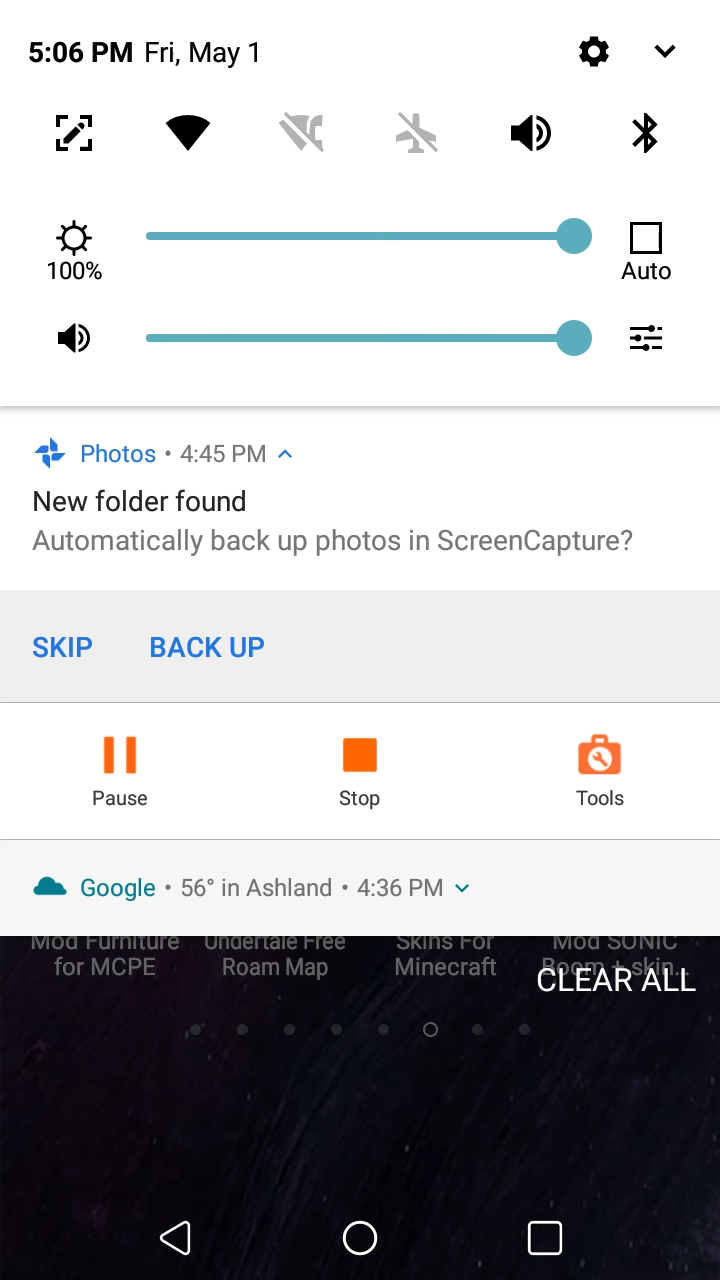 5:06 PM Fri, May 1
100%
Auto
Photos • 4:45 PM
New folder found
Automatically back up photos in ScreenCapture?
SKIP BACK UP
Pause Stop Tools
Google • 56° in Ashland • 4:36 PM
Mod Furniture Undertale Free Skins For Mod SONIC
for MCPE Roam Map Minecraft Boom + skin...
CLEAR ALL